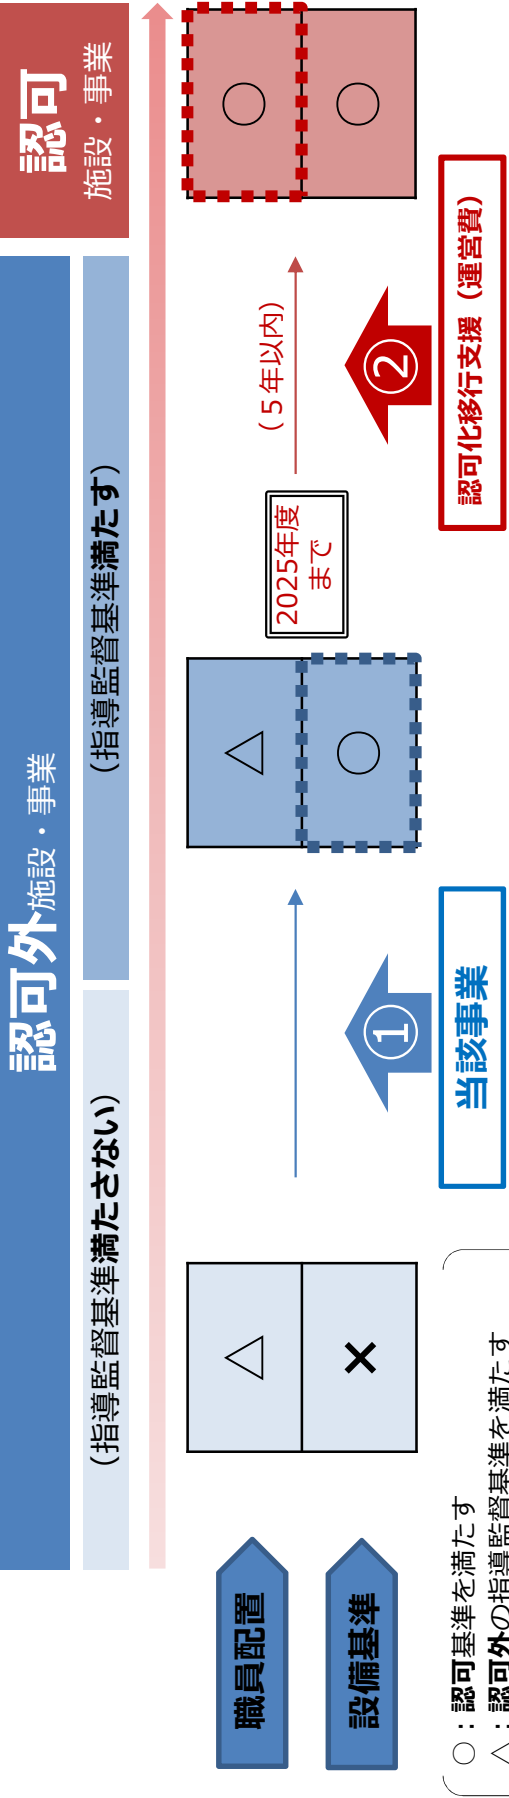 認可外施設・事業
認可
施設・事業
（指導監督基準満たさない）
（指導監督基準満たす）
職員配置
△
△
○
設備基準
×
○
○
2025年度
まで
（５年以内）
①
②
当該事業
認可化移行支援（運営費）
○：認可基準を満たす
△：認可外の指導監督基準を満たす